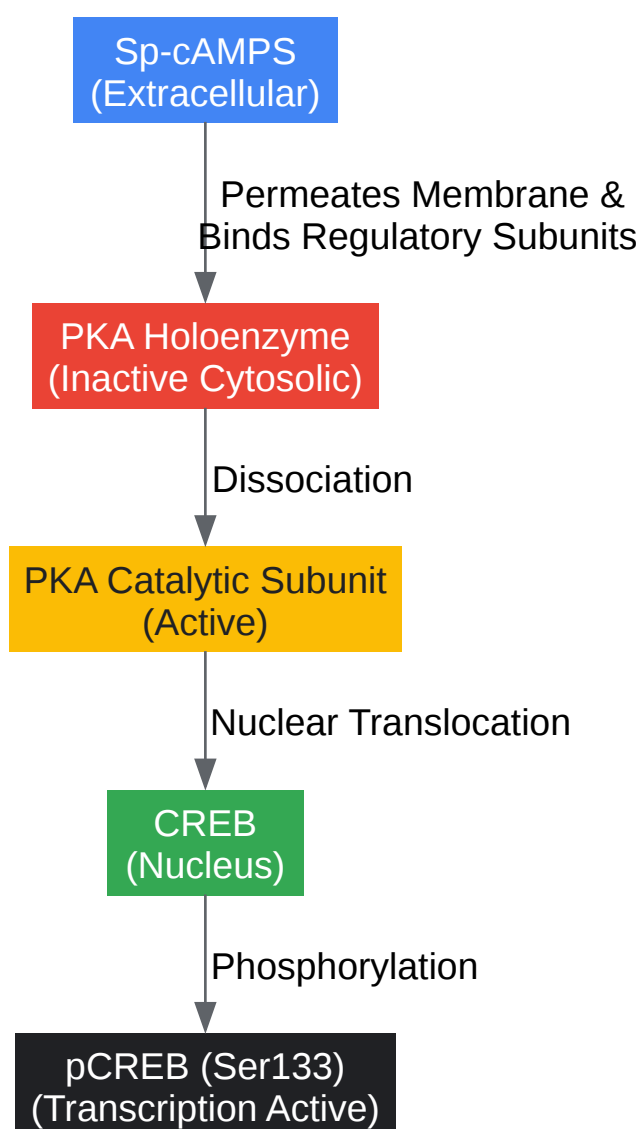 Sp-cAMPS
(Extracellular)
Permeates Membrane &
Binds Regulatory Subunits
PKA Holoenzyme
(Inactive Cytosolic)
Dissociation
PKA Catalytic Subunit
(Active)
Nuclear Translocation
CREB
(Nucleus)
Phosphorylation
pCREB (Ser133)
(Transcription Active)